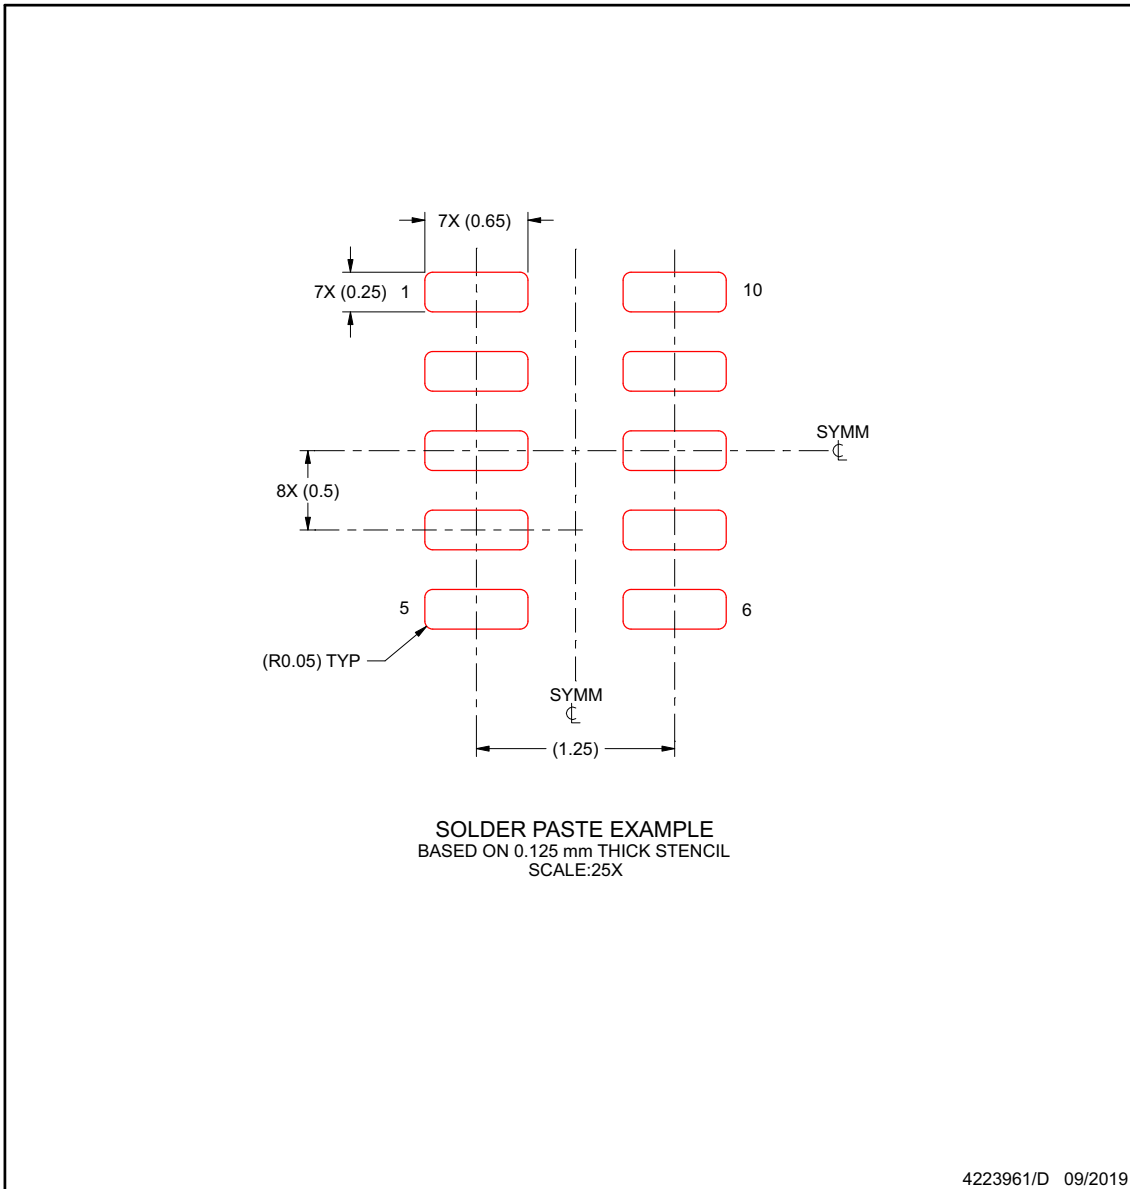 7X (0.65)
7X (0.25)
1
10
SYMM
8X (0.5)
5
6
(R0.05) TYP
SYMM
(1.25)
SOLDER PASTE EXAMPLE
BASED ON 0.125 mm THICK STENCIL
SCALE:25X
4223961/D 09/2019